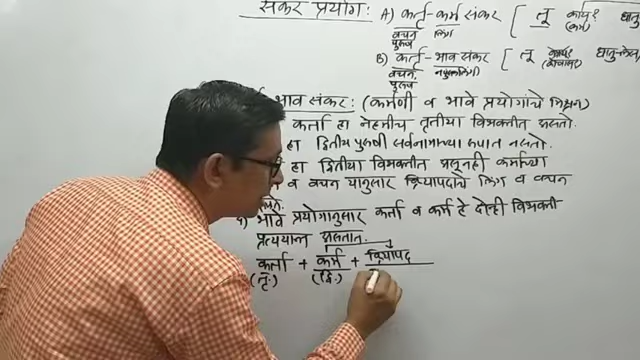 संकर प्रयोग: A) कर्तृ-कर्म संकर [ तू
वचन लिंग (कर्म) धातु
पुरुष
B) कर्तृ-भाव संकर [ तू
वचन, नपुंसकलिंगी
पुरुष
भाव संकर: (कर्मणी व भावे प्रयोगांचे मिश्रण)
कर्ता हा नेहमीच तृतीया विभक्तीत असतो.
हा द्वितीय पुरुषी सर्वनामाच्या रूपात नसतो.
हा द्वितीया विभक्तीत असूनही कर्माच्या
व वचन यानुसार क्रियापदाचे लिंग व वचन
4) भावे प्रयोगानुसार कर्ता व कर्म हे दोन्ही विभक्ती
प्रत्ययान्त असतात.
कर्ता + कर्म + क्रियापद
(तृ.) (द्वि.)